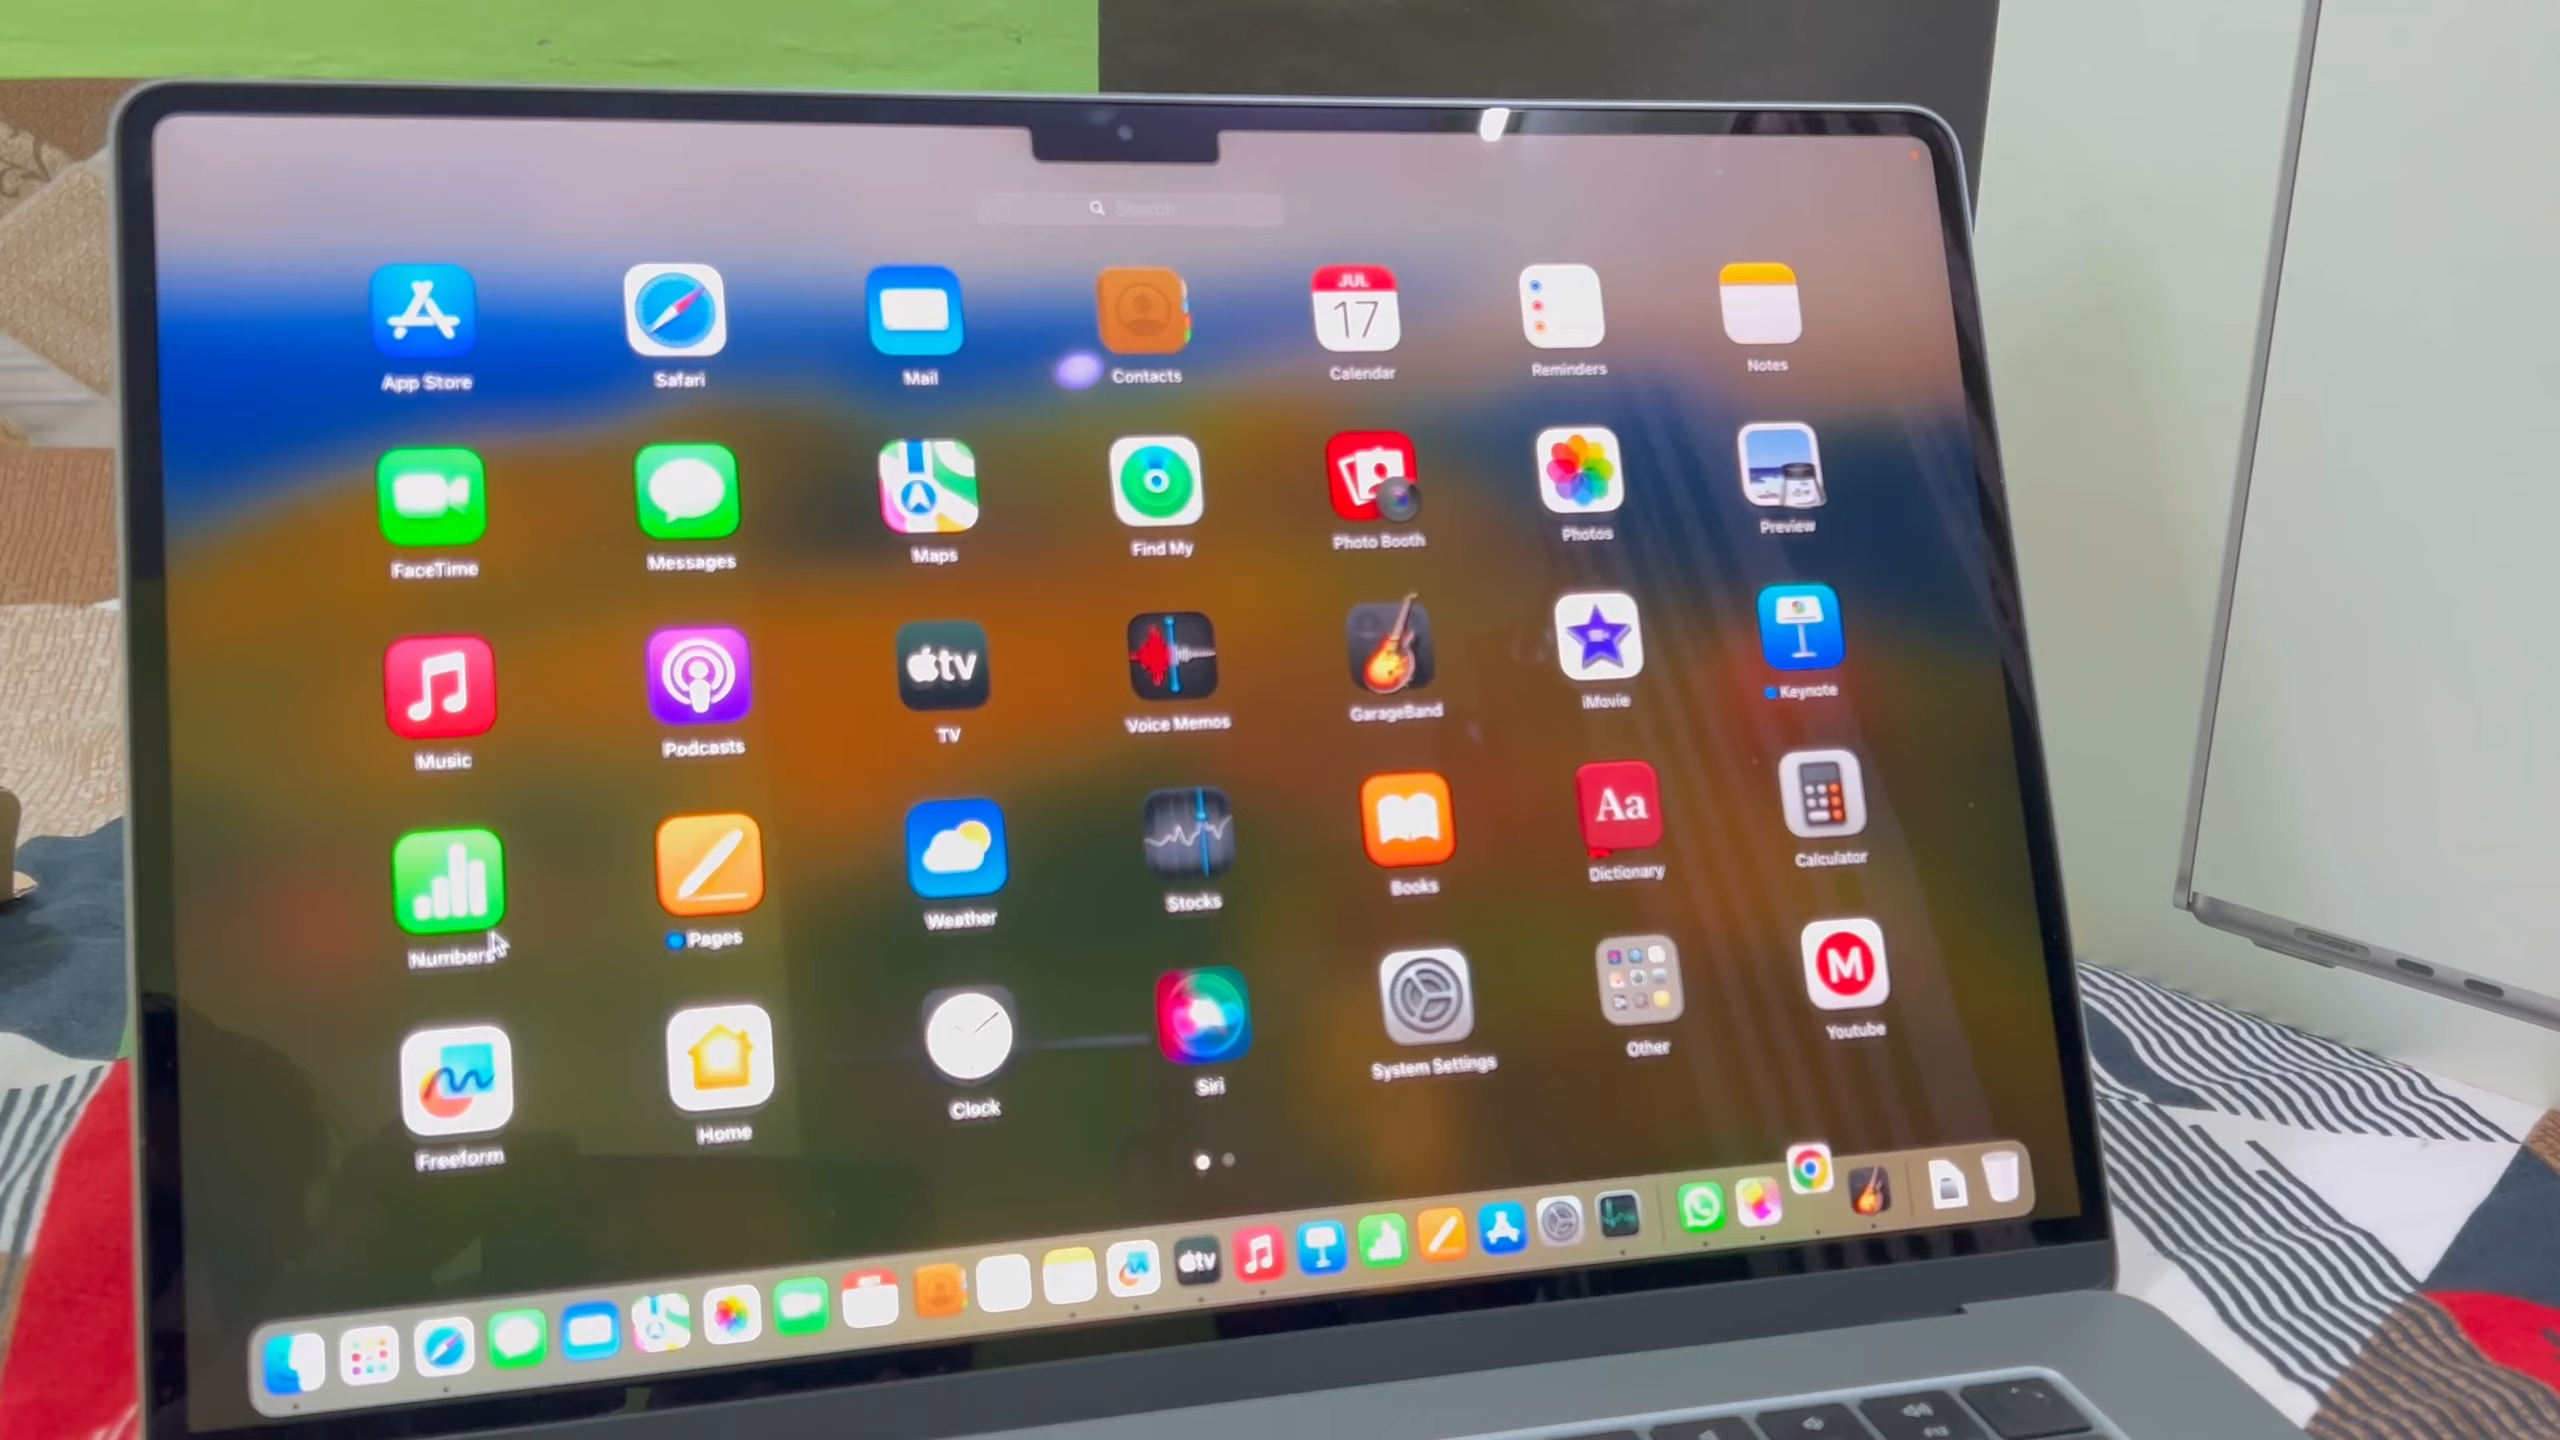 Search
JUL
17
App Store
Safari
Mail
Contacts
Calendar
Reminders
Notes
FaceTime
Messages
Maps
Find My
Photo Booth
Photos
Preview
tv
Music
Podcasts
TV
Voice Memos
GarageBand
iMovie
Keynote
Aa
Numbers
Pages
Weather
Stocks
Books
Dictionary
Calculator
M
Freeform
Home
Clock
Siri
System Settings
Other
Youtube
tv